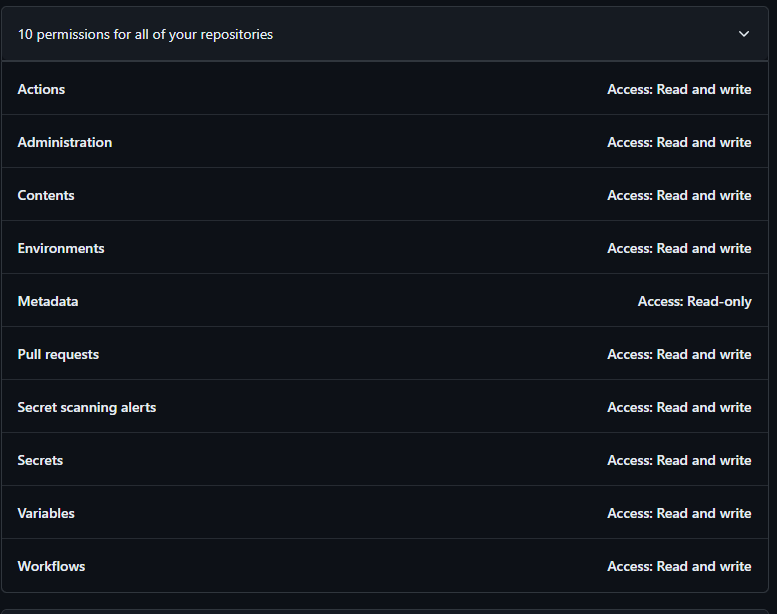 10 permissions for all of your repositories
Actions Access: Read and write
Administration Access: Read and write
Contents Access: Read and write
Environments Access: Read and write
Metadata Access: Read-only
Pull requests Access: Read and write
Secret scanning alerts Access: Read and write
Secrets Access: Read and write
Variables Access: Read and write
Workflows Access: Read and write